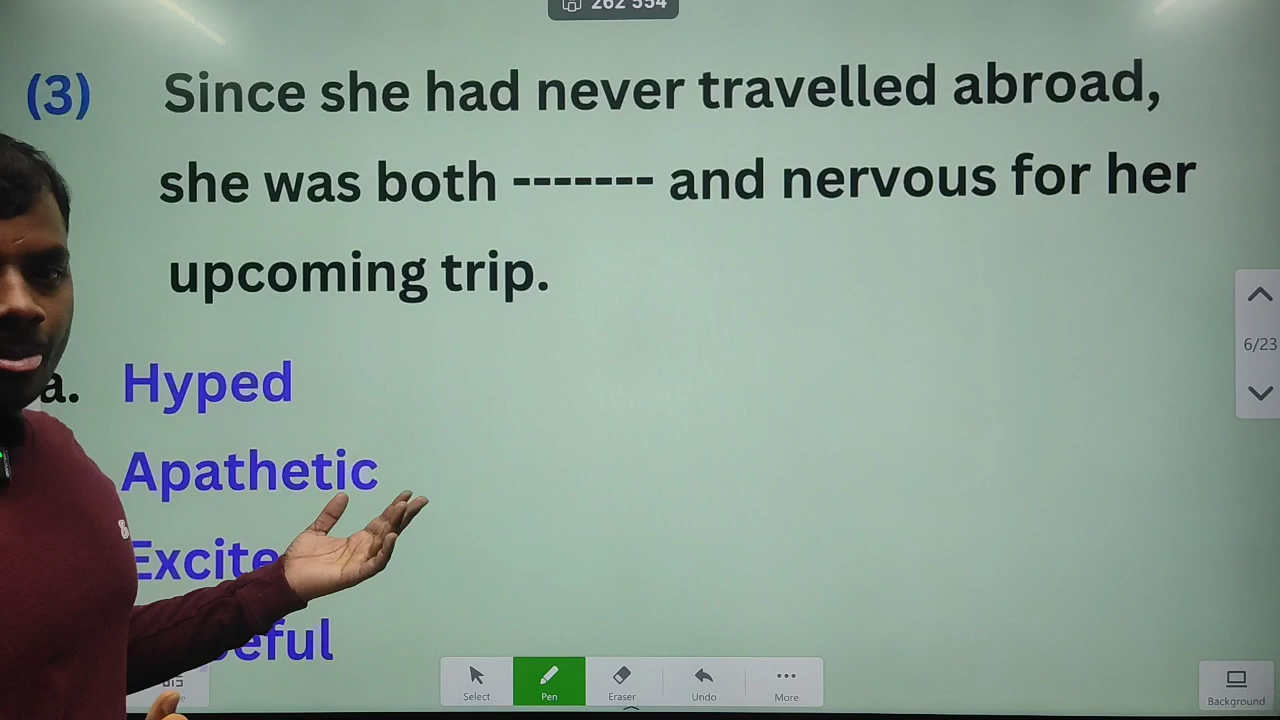 262 554
(3) Since she had never travelled abroad,
she was both ------- and nervous for her
upcoming trip.
a. Hyped
Apathetic
Excite
eful
6/23
Select
Pen
Eraser
Undo
More
Background